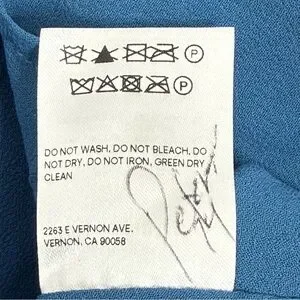 DO NOT WASH, DO NOT BLEACH, DO
NOT DRY, DO NOT IRON, GREEN DRY
CLEAN
2263 E VERNON AVE.
VERNON, CA 90058